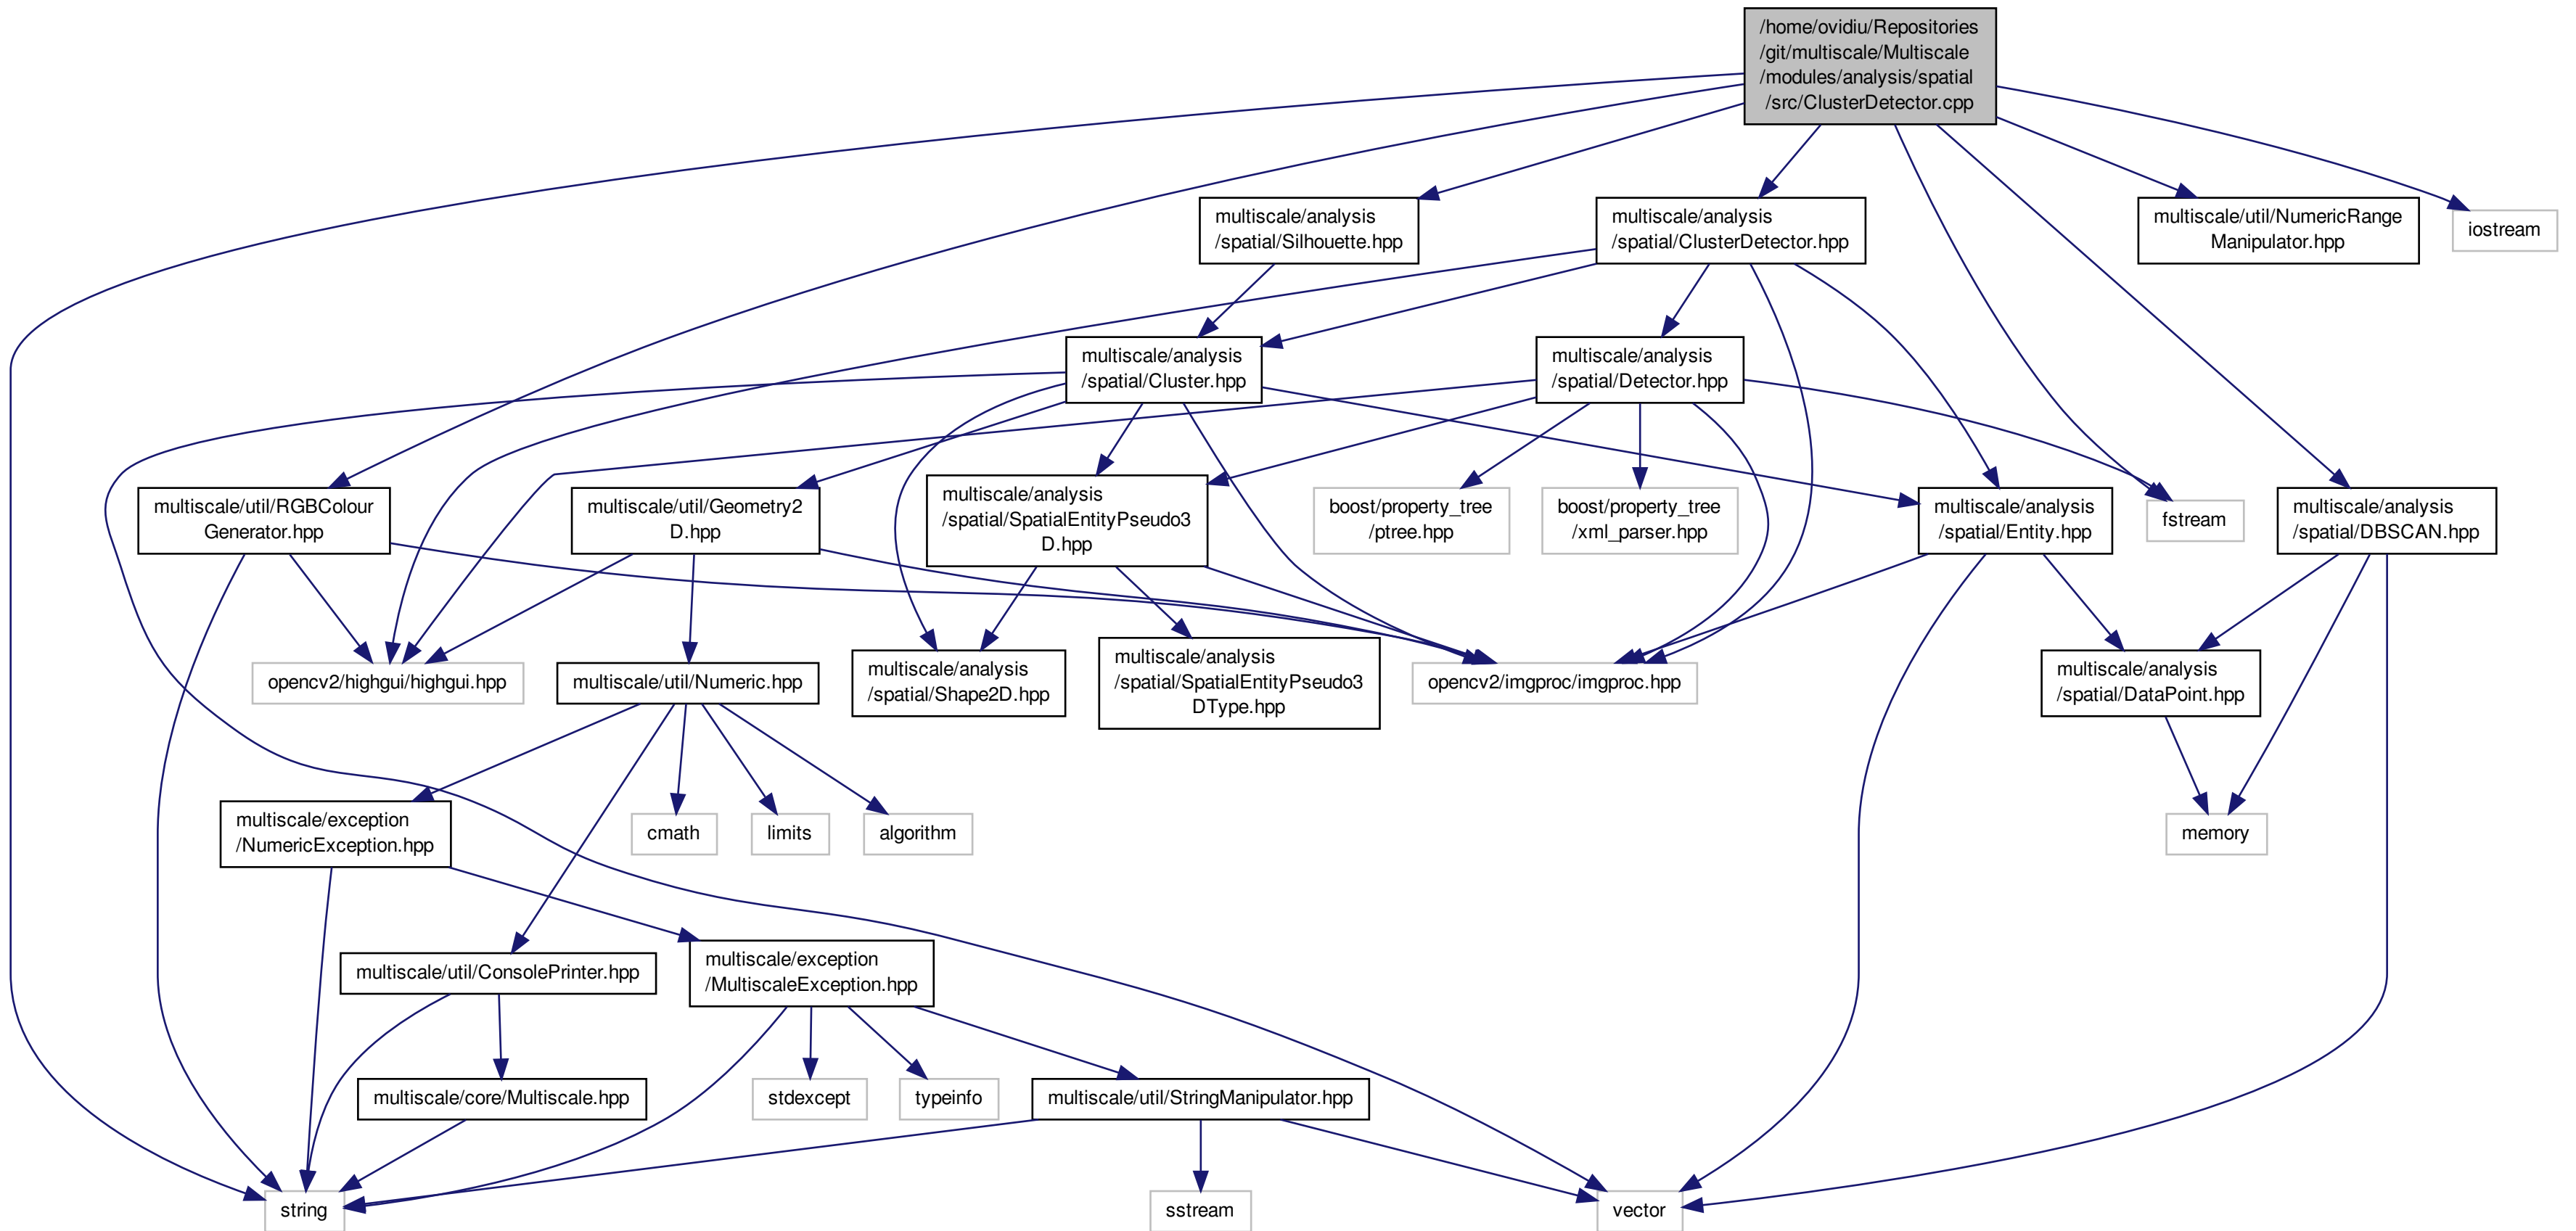 /home/ovidiu/Repositories
/git/multiscale/Multiscale
/modules/analysis/spatial
/src/ClusterDetector.cpp
multiscale/analysis
/spatial/Silhouette.hpp
multiscale/analysis
/spatial/ClusterDetector.hpp
multiscale/util/NumericRange
Manipulator.hpp
iostream
multiscale/analysis
/spatial/Cluster.hpp
multiscale/analysis
/spatial/Detector.hpp
multiscale/util/RGBColour
Generator.hpp
multiscale/util/Geometry2
D.hpp
multiscale/analysis
/spatial/SpatialEntityPseudo3
D.hpp
boost/property_tree
/ptree.hpp
boost/property_tree
/xml_parser.hpp
multiscale/analysis
/spatial/Entity.hpp
fstream
multiscale/analysis
/spatial/DBSCAN.hpp
opencv2/highgui/highgui.hpp
multiscale/util/Numeric.hpp
multiscale/analysis
/spatial/Shape2D.hpp
multiscale/analysis
/spatial/SpatialEntityPseudo3
DType.hpp
opencv2/imgproc/imgproc.hpp
multiscale/analysis
/spatial/DataPoint.hpp
multiscale/exception
/NumericException.hpp
cmath
limits
algorithm
memory
multiscale/util/ConsolePrinter.hpp
multiscale/exception
/MultiscaleException.hpp
multiscale/core/Multiscale.hpp
stdexcept
typeinfo
multiscale/util/StringManipulator.hpp
string
sstream
vector